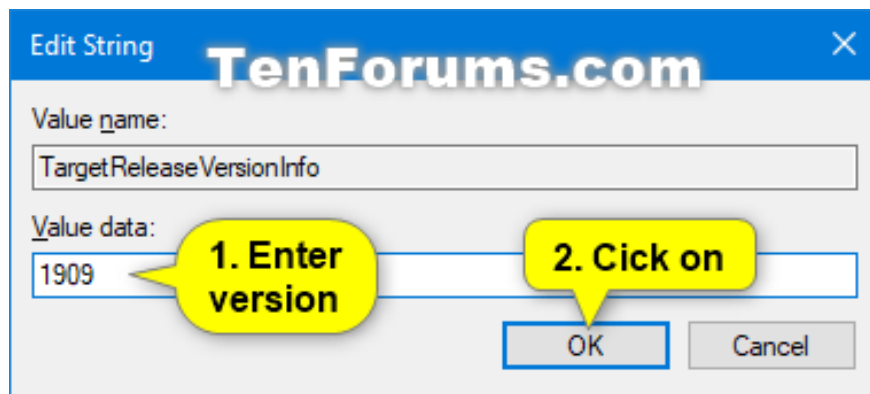 Edit String
TenForums.com
Value name:
TargetReleaseVersionInfo
Value data:
1909
1. Enter
version
2. Cick on
OK
Cancel